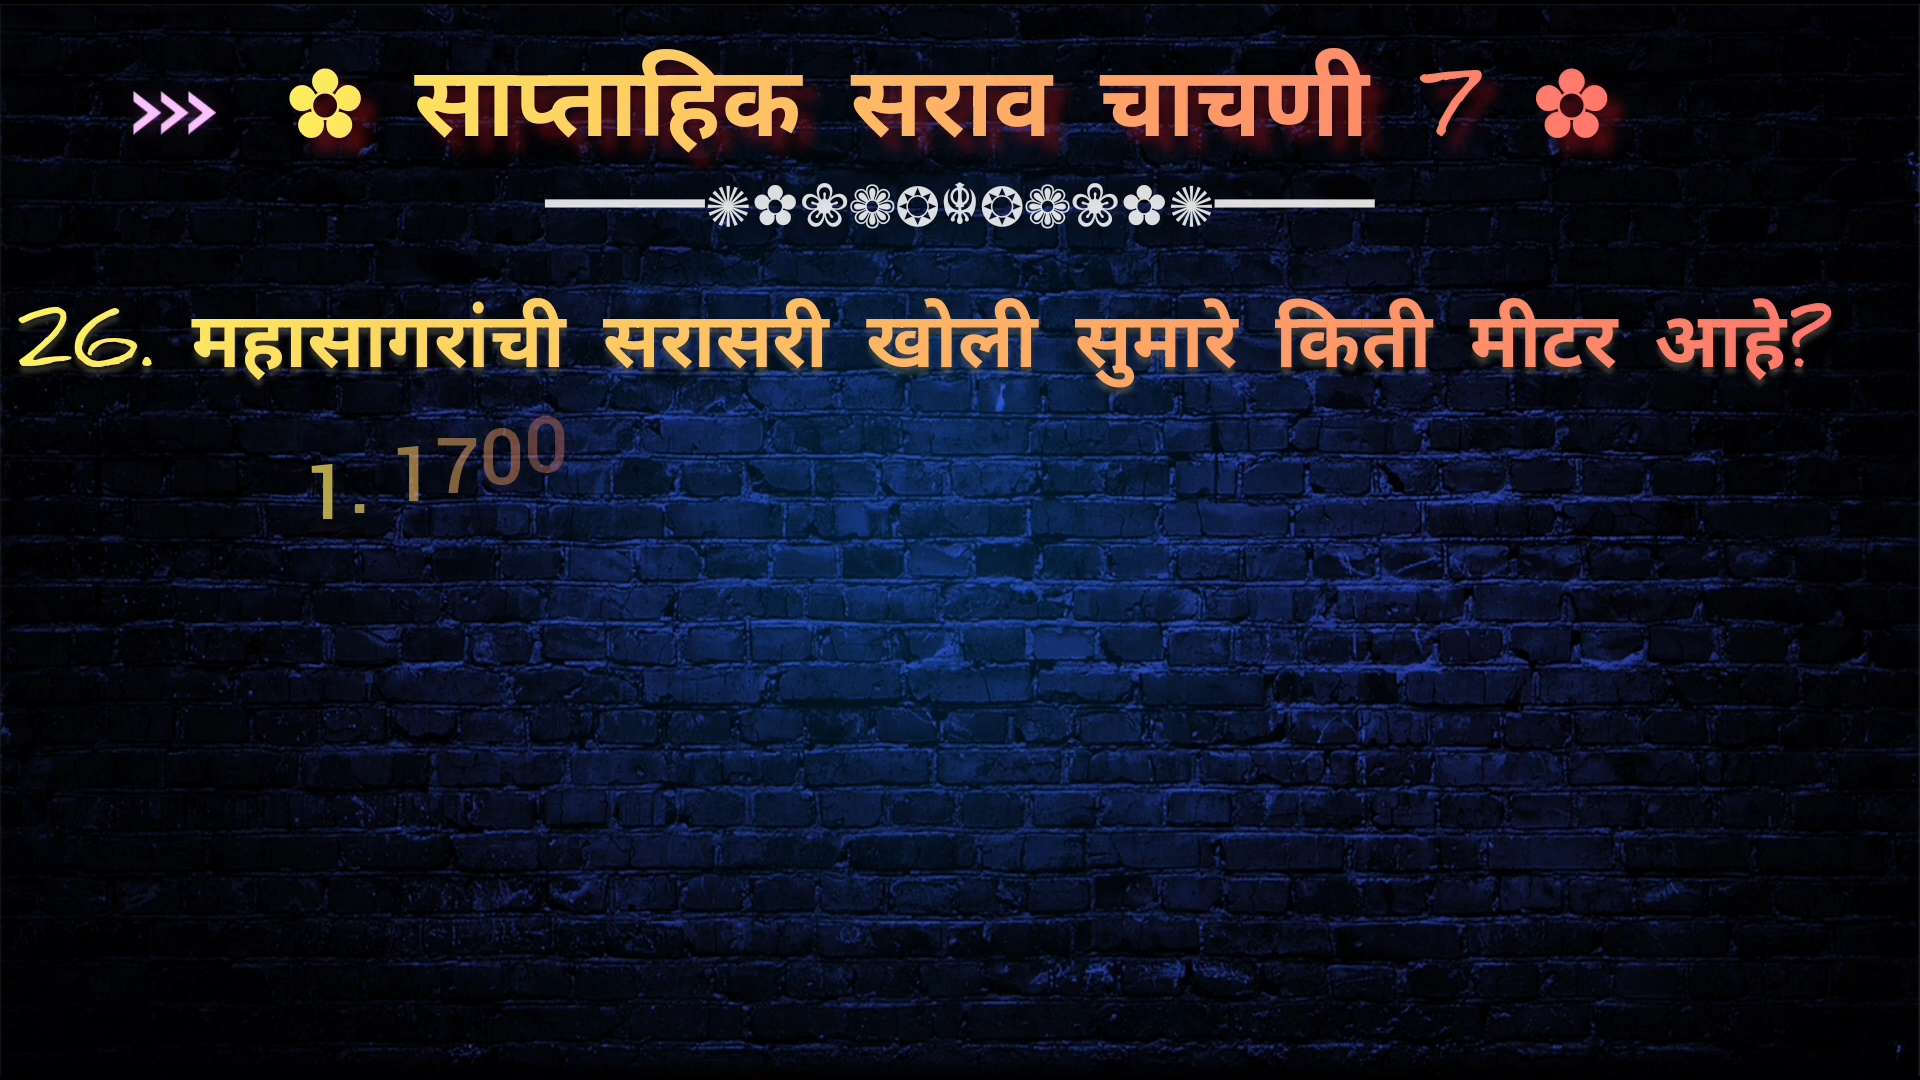 ››› ✿ साप्ताहिक सराव चाचणी 7 ✿
26. महासागरांची सरासरी खोली सुमारे किती मीटर आहे?
1. 1700